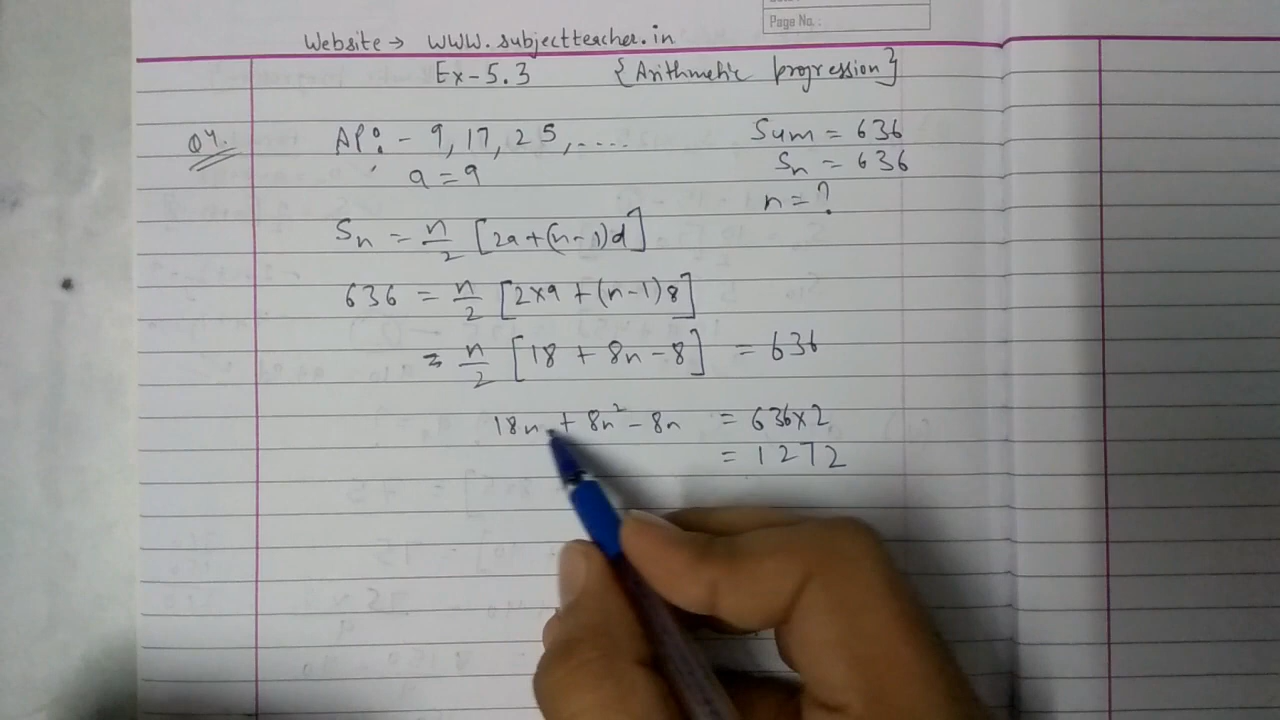 Page No.:
Website → WWW.subjectteacher.in
Ex-5.3 {Arithmetic progression}
Q4. AP: - 9, 17, 25, ..... Sum = 636
a = 9 Sn = 636
n = ?
Sn = n/2 [2a+(n-1)d]
636 = n/2 [2×9 + (n-1)8]
= n/2 [18 + 8n - 8] = 636
18n + 8n² - 8n = 636×2
= 1272